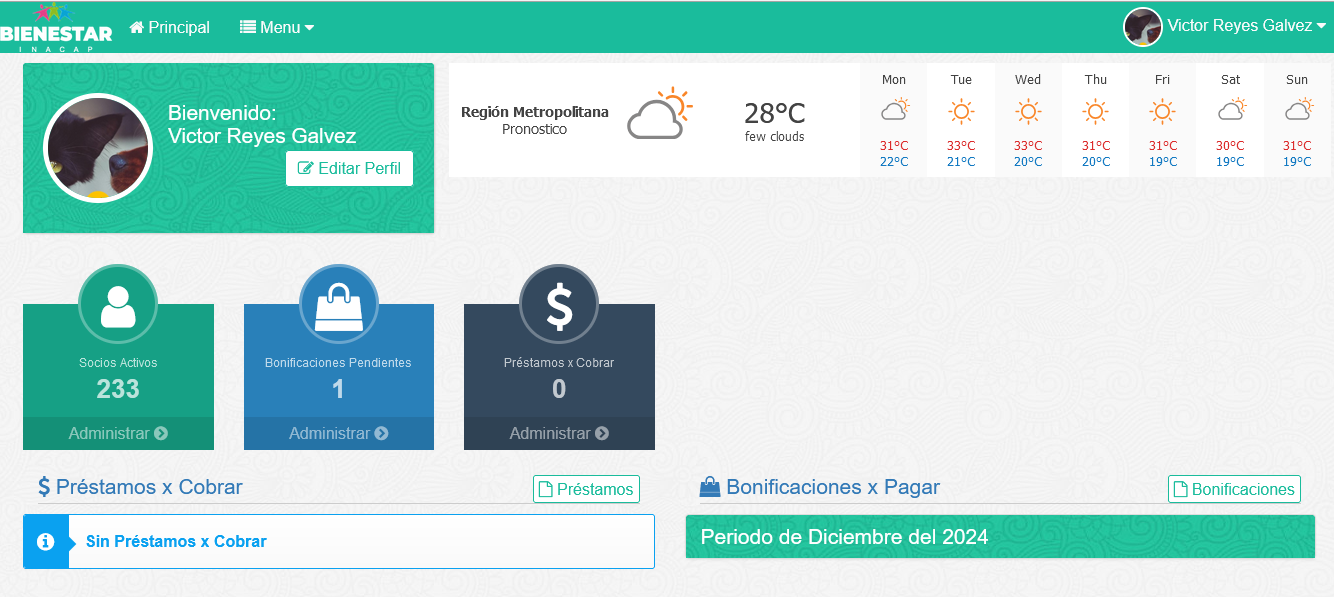 BIENESTAR
INACAP
Principal
Menu
Victor Reyes Galvez
Bienvenido:
Victor Reyes Galvez
Editar Perfil
Región Metropolitana
Pronostico
28°C
few clouds
Mon Tue Wed Thu Fri Sat Sun
31°C 33°C 33°C 31°C 31°C 30°C 31°C
22°C 21°C 20°C 20°C 19°C 19°C 19°C
Socios Activos
233
Administrar
Bonificaciones Pendientes
1
Administrar
$
Préstamos x Cobrar
0
Administrar
$ Préstamos x Cobrar
Préstamos
Sin Préstamos x Cobrar
Bonificaciones x Pagar
Bonificaciones
Periodo de Diciembre del 2024